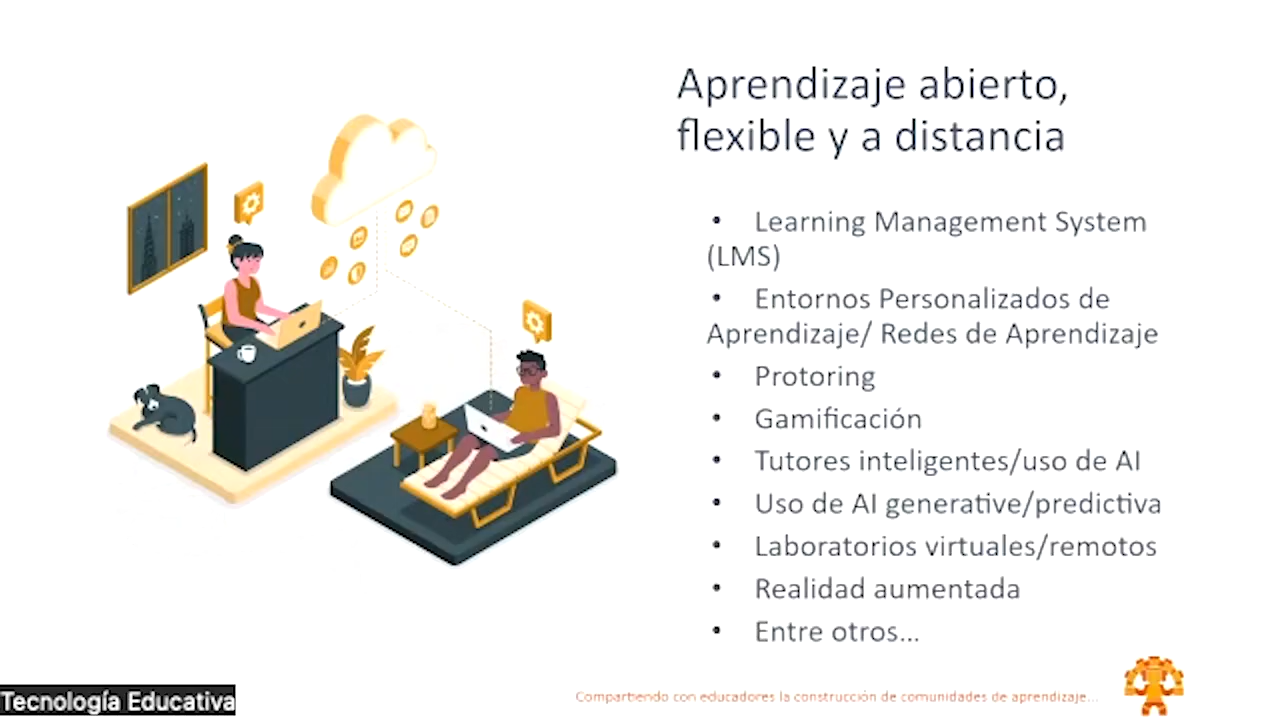 Aprendizaje abierto,
flexible y a distancia
• Learning Management System
(LMS)
• Entornos Personalizados de
Aprendizaje/ Redes de Aprendizaje
• Protoring
• Gamificación
• Tutores inteligentes/uso de AI
• Uso de AI generative/predictiva
• Laboratorios virtuales/remotos
• Realidad aumentada
• Entre otros...
Compartiendo con educadores la construcción de comunidades de aprendizaje...
Tecnología Educativa